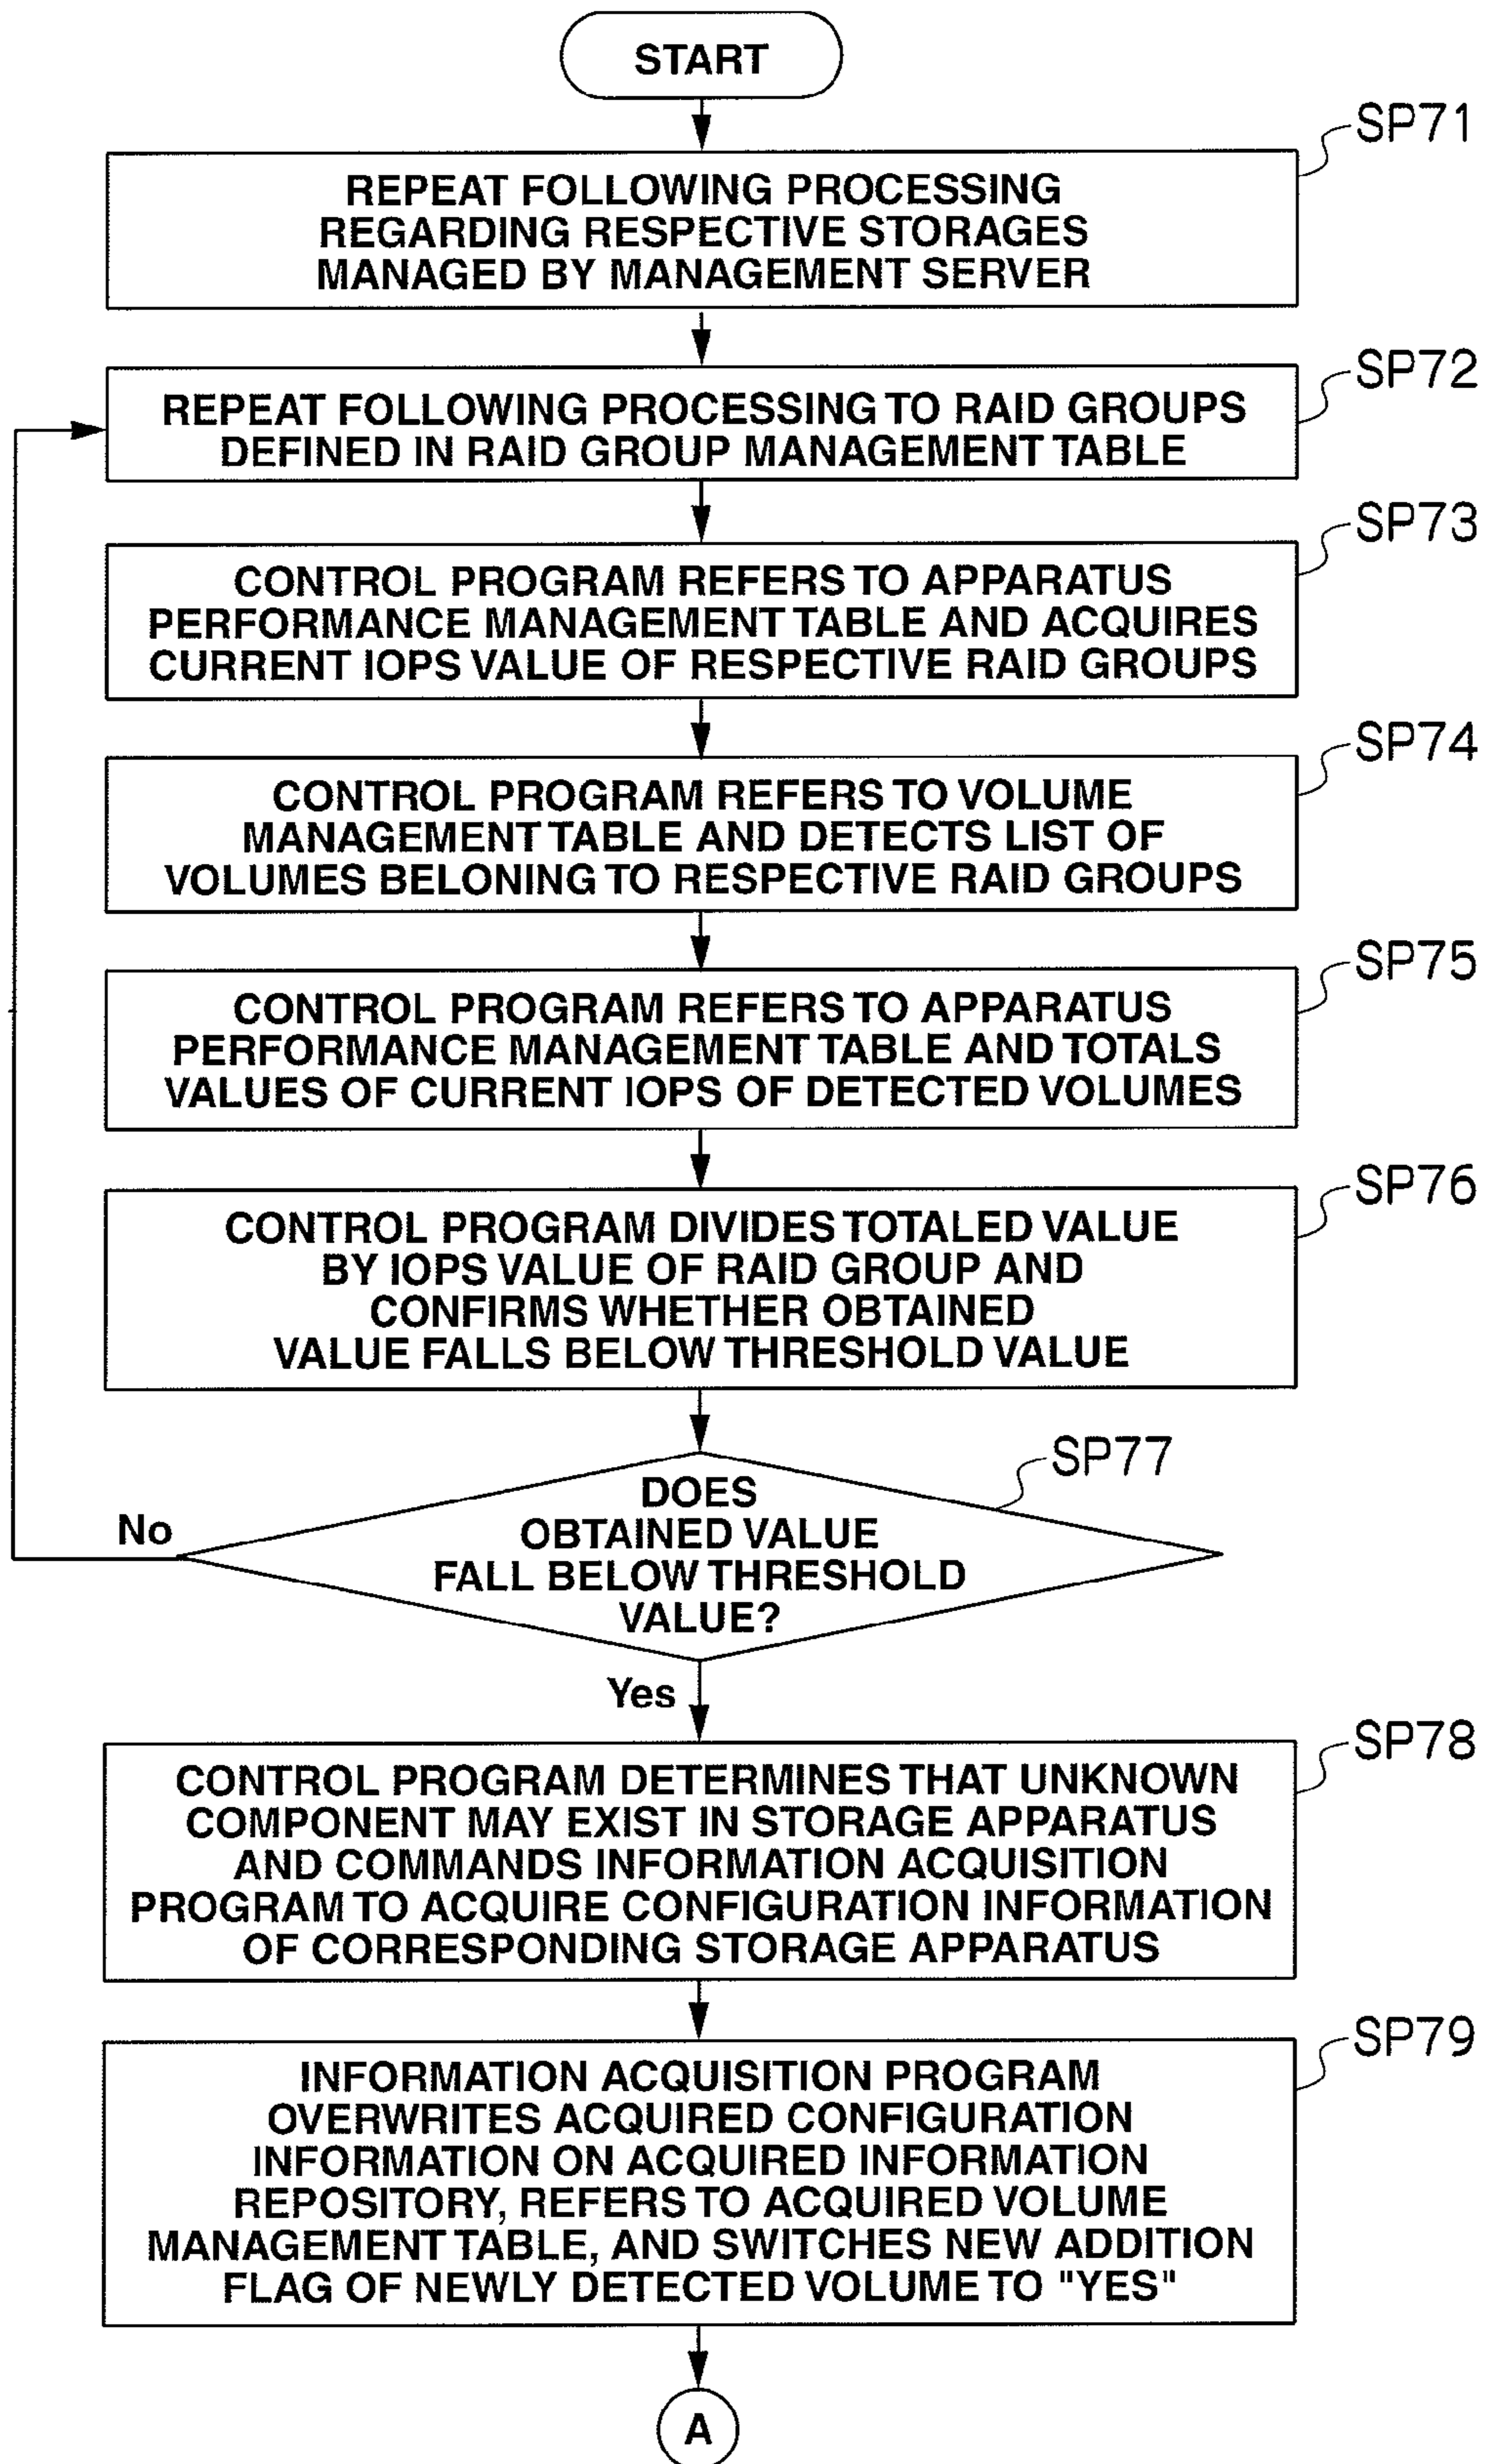 START
SP71
REPEAT FOLLOWING PROCESSING
REGARDING RESPECTIVE STORAGES
MANAGED BY MANAGEMENT SERVER
SP72
REPEAT FOLLOWING PROCESSING TO RAID GROUPS
DEFINED IN RAID GROUP MANAGEMENT TABLE
SP73
CONTROL PROGRAM REFERS TO APPARATUS
PERFORMANCE MANAGEMENT TABLE AND ACQUIRES
CURRENT IOPS VALUE OF RESPECTIVE RAID GROUPS
SP74
CONTROL PROGRAM REFERS TO VOLUME
MANAGEMENT TABLE AND DETECTS LIST OF
VOLUMES BELONING TO RESPECTIVE RAID GROUPS
SP75
CONTROL PROGRAM REFERS TO APPARATUS
PERFORMANCE MANAGEMENT TABLE AND TOTALS
VALUES OF CURRENT IOPS OF DETECTED VOLUMES
SP76
CONTROL PROGRAM DIVIDES TOTALED VALUE
BY IOPS VALUE OF RAID GROUP AND
CONFIRMS WHETHER OBTAINED
VALUE FALLS BELOW THRESHOLD VALUE
SP77
DOES
OBTAINED VALUE
FALL BELOW THRESHOLD
VALUE?
No
Yes
SP78
CONTROL PROGRAM DETERMINES THAT UNKNOWN
COMPONENT MAY EXIST IN STORAGE APPARATUS
AND COMMANDS INFORMATION ACQUISITION
PROGRAM TO ACQUIRE CONFIGURATION INFORMATION
OF CORRESPONDING STORAGE APPARATUS
SP79
INFORMATION ACQUISITION PROGRAM
OVERWRITES ACQUIRED CONFIGURATION
INFORMATION ON ACQUIRED INFORMATION
REPOSITORY, REFERS TO ACQUIRED VOLUME
MANAGEMENT TABLE, AND SWITCHES NEW ADDITION
FLAG OF NEWLY DETECTED VOLUME TO "YES"
A